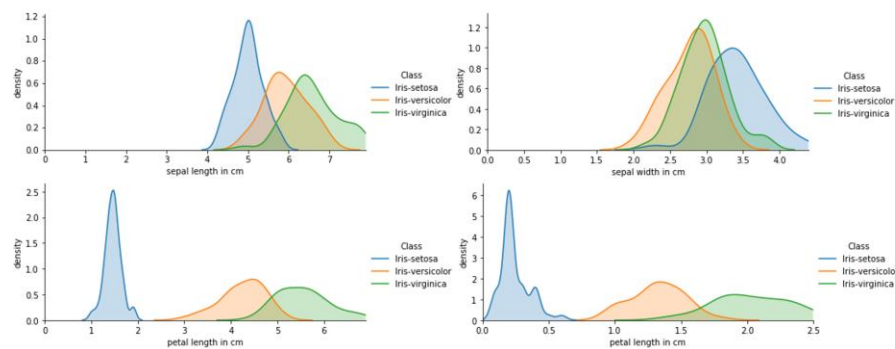 1.2
1.0
0.8
0.6
0.4
0.2
0.0
density
0 1 2 3 4 5 6 7
sepal length in cm
Class
Iris-setosa
Iris-versicolor
Iris-virginica
1.2
1.0
0.8
0.6
0.4
0.2
0.0
density
0.0 0.5 1.0 1.5 2.0 2.5 3.0 3.5 4.0
sepal width in cm
Class
Iris-setosa
Iris-versicolor
Iris-virginica
2.5
2.0
1.5
1.0
0.5
0.0
density
0 1 2 3 4 5 6
petal length in cm
Class
Iris-setosa
Iris-versicolor
Iris-virginica
6
5
4
3
2
1
0
density
0.0 0.5 1.0 1.5 2.0 2.5
petal length in cm
Class
Iris-setosa
Iris-versicolor
Iris-virginica